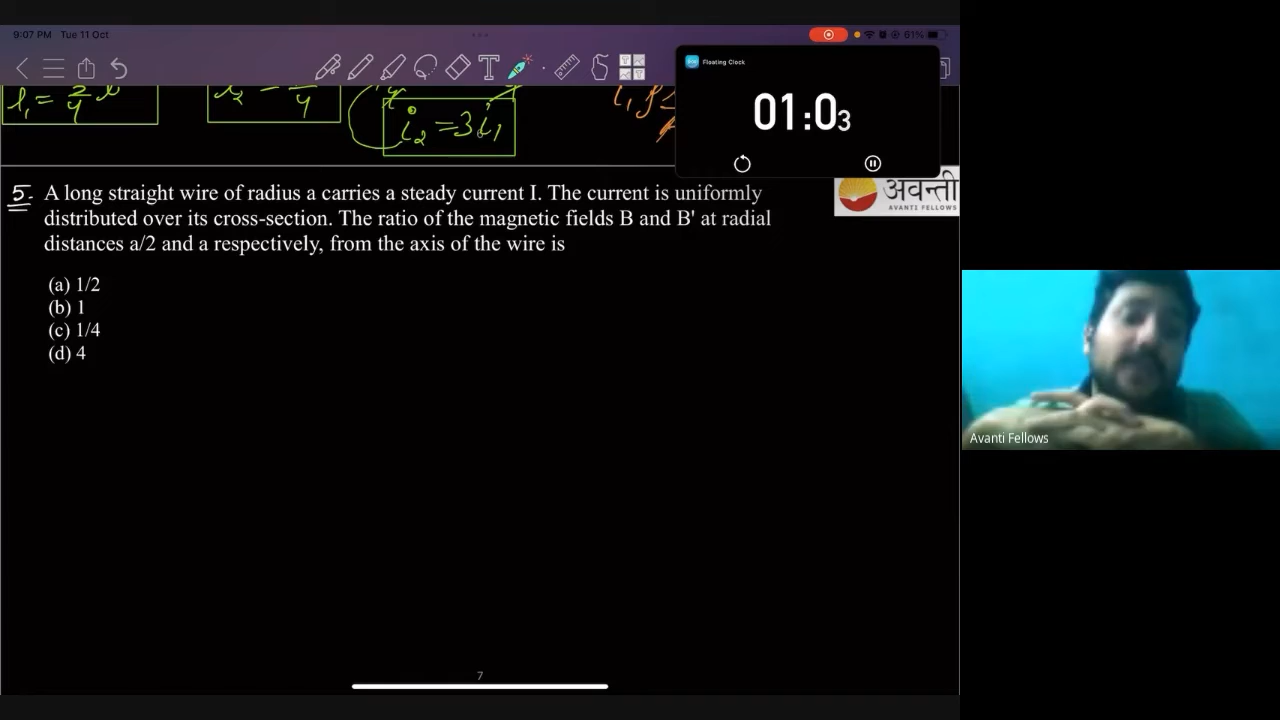 9:07 PM Tue 11 Oct
61%
Floating Clock
01:03
i₂ = 3i₁
5. A long straight wire of radius a carries a steady current I. The current is uniformly
distributed over its cross-section. The ratio of the magnetic fields B and B' at radial
distances a/2 and a respectively, from the axis of the wire is
अवन्ती
AVANTI FELLOWS
(a) 1/2
(b) 1
(c) 1/4
(d) 4
Avanti Fellows
7